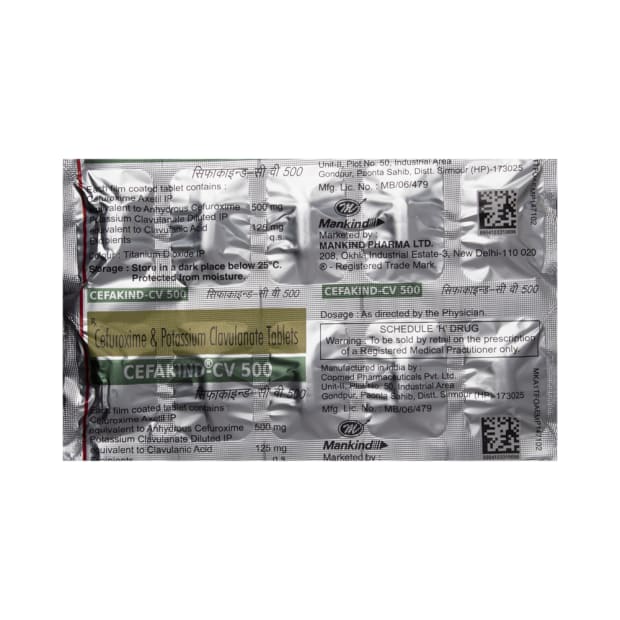 सिफाकाइन्ड-सी वी 500
Each film coated tablet contains :
Cefuroxime Axetil IP
equivalent to Anhydrous Cefuroxime 500 mg
Potassium Clavulanate Diluted IP
equivalent to Clavulanic Acid 125 mg
Excipients q.s.
Colour : Titanium Dioxide IP
Storage : Store in a dark place below 25°C.
Protected from moisture.
CEFAKIND-CV 500 सिफाकाइन्ड-सी वी 500
Rx
Cefuroxime & Potassium Clavulanate Tablets
CEFAKIND®-CV 500
सिफाकाइन्ड-सी वी 500
Each film coated tablet contains :
Cefuroxime Axetil IP
equivalent to Anhydrous Cefuroxime 500 mg
Potassium Clavulanate Diluted IP
equivalent to Clavulanic Acid 125 mg
Excipients q.s.
Unit-II, Plot No. 50, Industrial Area
Gondpur, Paonta Sahib, Distt. Sirmour (HP)-173025
Mfg. Lic. No. : MB/06/479
Mankind
Marketed by :
MANKIND PHARMA LTD.
208, Okhla Industrial Estate-3, New Delhi-110 020
® - Registered Trade Mark
CEFAKIND-CV 500 सिफाकाइन्ड-सी वी 500
Dosage : As directed by the Physician.
SCHEDULE 'H' DRUG
Warning : To be sold by retail on the prescription
of a Registered Medical Practitioner only.
Manufactured in India by :
Copmed Pharmaceuticals Pvt. Ltd.
Unit-II, Plot No. 50, Industrial Area
Gondpur, Paonta Sahib, Distt. Sirmour (HP)-173025
Mfg. Lic. No. : MB/06/479
Mankind
Marketed by :